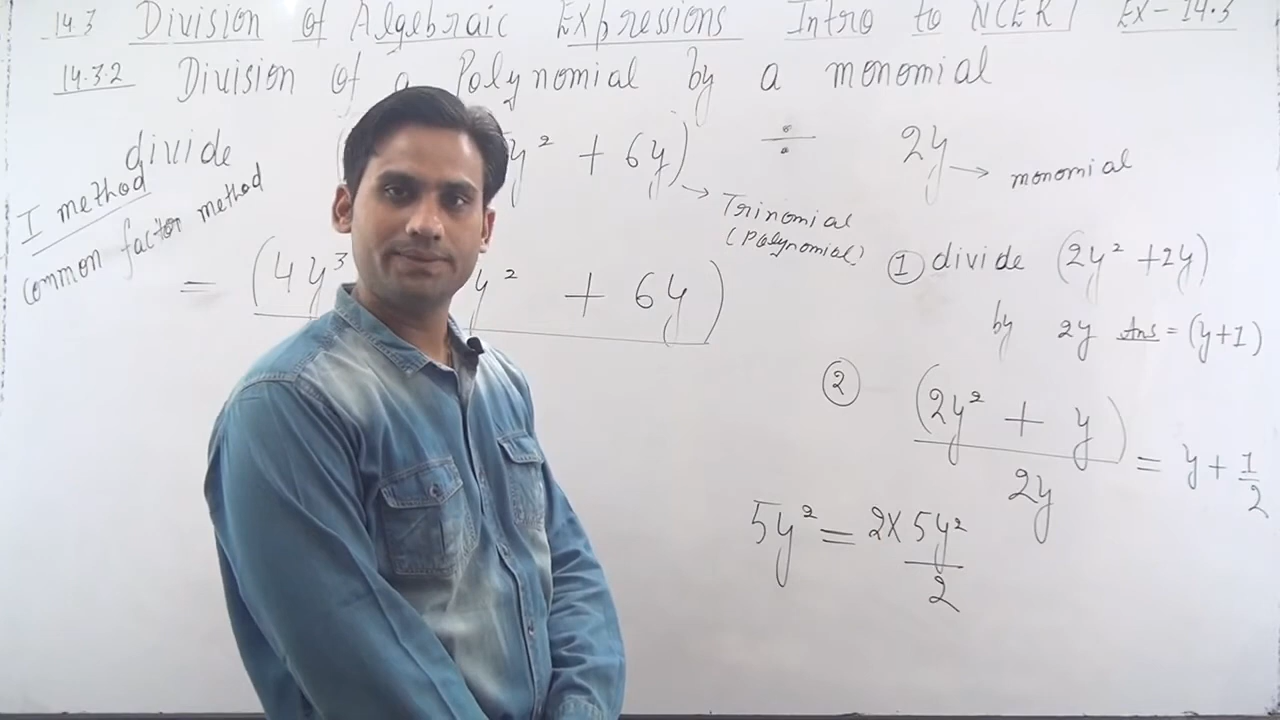 14.3 Division of Algebraic Expressions Intro to NCERT Ex-14.3
14.3.2 Division of a Polynomial by a monomial
divide y² + 6y) ÷ 2y → monomial
I method
common factor method
→ Trinomial
(Polynomial)
= (4y³ y² + 6y)
① divide (2y² + 2y)
by 2y Ans = (y+1)
② (2y² + y) / 2y = y + 1/2
5y² = 2 × 5y² / 2